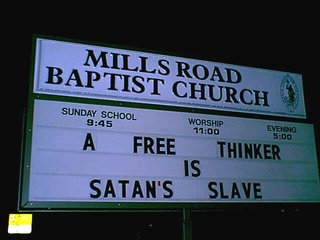 MILLS ROAD
BAPTIST CHURCH
SUNDAY SCHOOL WORSHIP EVENING
9:45 11:00 5:00
A FREE THINKER
IS
SATAN'S SLAVE